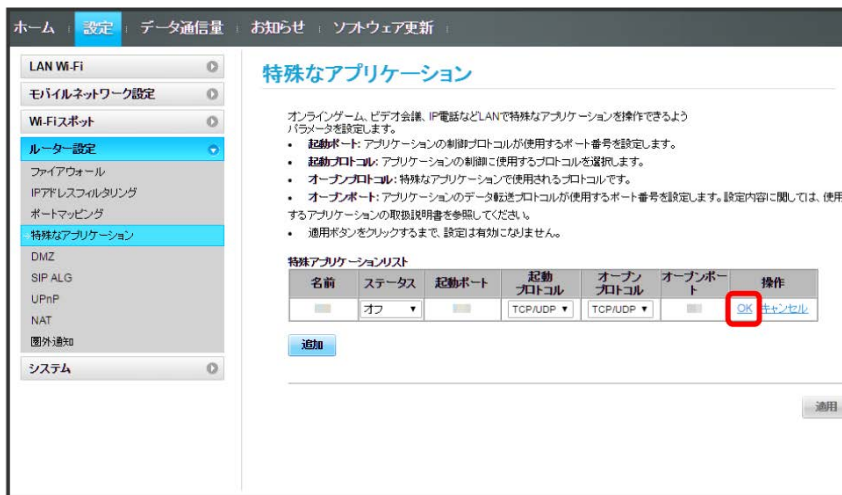 ホーム 設定 データ通信量 お知らせ ソフトウェア更新
LAN Wi-Fi
モバイルネットワーク設定
Wi-Fiスポット
ルーター設定
ファイアウォール
IPアドレスフィルタリング
ポートマッピング
特殊なアプリケーション
DMZ
SIP ALG
UPnP
NAT
圏外通知
システム
特殊なアプリケーション
オンラインゲーム、ビデオ会議、IP電話などLANで特殊なアプリケーションを操作できるよう
パラメータを設定します。
• 起動ポート: アプリケーションの制御プロトコルが使用するポート番号を設定します。
• 起動プロトコル: アプリケーションの制御に使用するプロトコルを選択します。
• オープンプロトコル: 特殊なアプリケーションで使用されるプロトコルです。
• オープンポート: アプリケーションのデータ転送プロトコルが使用するポート番号を設定します。設定内容に関しては、使用
するアプリケーションの取扱説明書を参照してください。
• 適用ボタンをクリックするまで、設定は有効になりません。
特殊アプリケーションリスト
名前 ステータス 起動ポート 起動プロトコル オープンプロトコル オープンポート 操作
オフ TCP/UDP TCP/UDP OK キャンセル
追加
適用